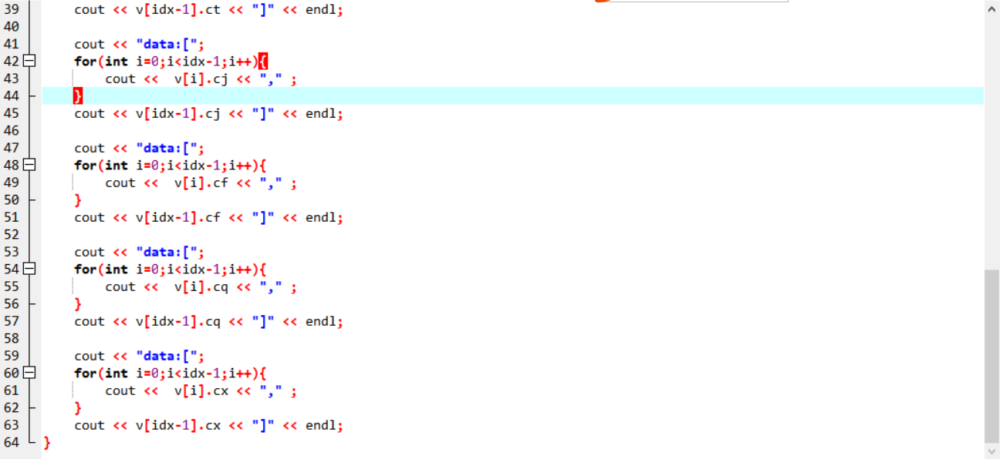 39 cout << v[idx-1].ct << "]" << endl;
40
41 cout << "data:[";
42 for(int i=0;i<idx-1;i++){
43 cout <<  v[i].cj << "," ;
44 }
45 cout << v[idx-1].cj << "]" << endl;
46
47 cout << "data:[";
48 for(int i=0;i<idx-1;i++){
49 cout <<  v[i].cf << "," ;
50 }
51 cout << v[idx-1].cf << "]" << endl;
52
53 cout << "data:[";
54 for(int i=0;i<idx-1;i++){
55 cout <<  v[i].cq << "," ;
56 }
57 cout << v[idx-1].cq << "]" << endl;
58
59 cout << "data:[";
60 for(int i=0;i<idx-1;i++){
61 cout <<  v[i].cx << "," ;
62 }
63 cout << v[idx-1].cx << "]" << endl;
64 }